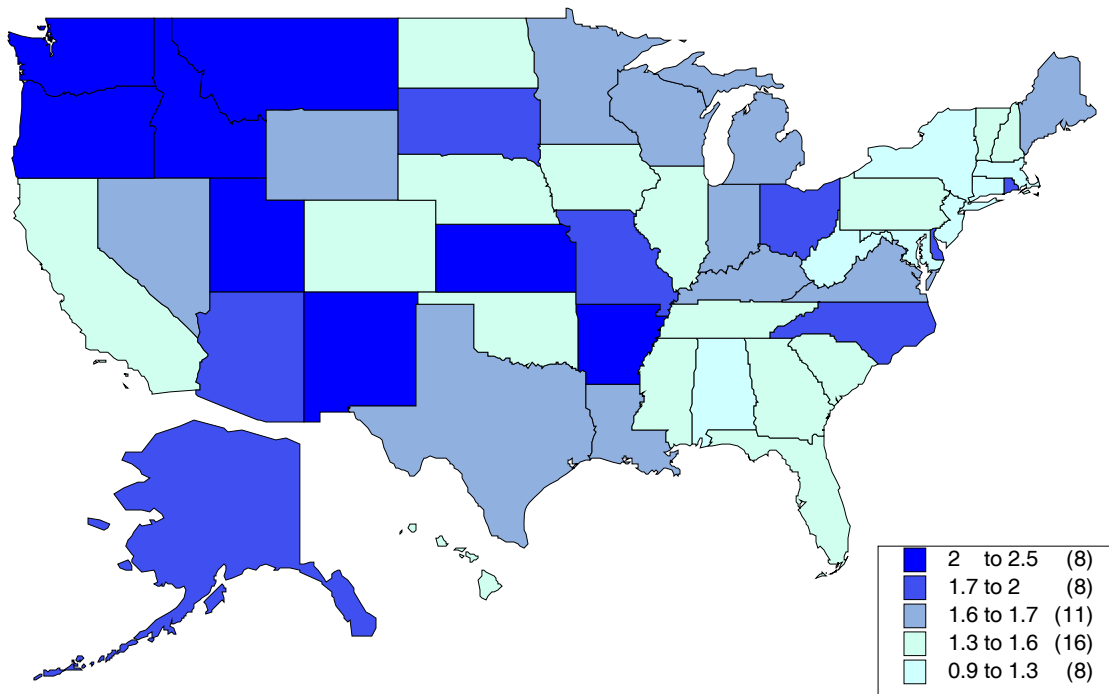 2 to 2.5 (8)
1.7 to 2 (8)
1.6 to 1.7 (11)
1.3 to 1.6 (16)
0.9 to 1.3 (8)